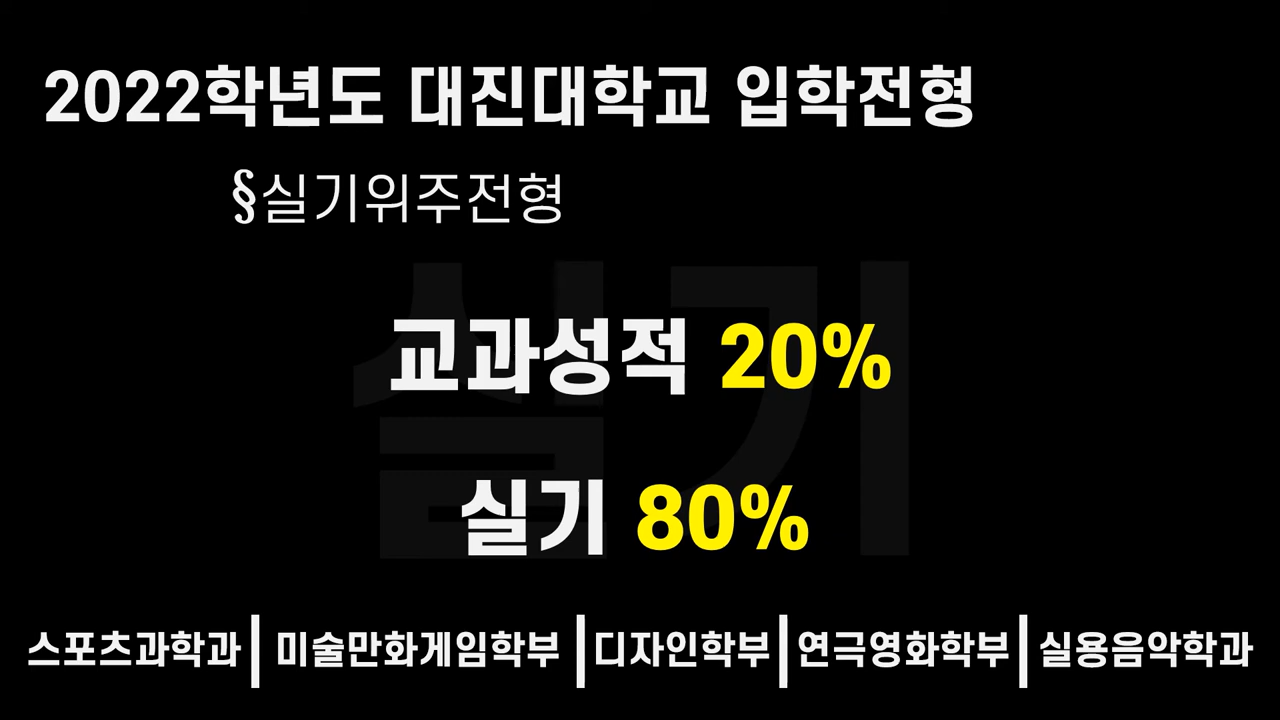 2022학년도 대진대학교 입학전형
§실기위주전형
실기
교과성적 20%
실기 80%
스포츠과학과| 미술만화게임학부 |디자인학부|연극영화학부|실용음악학과